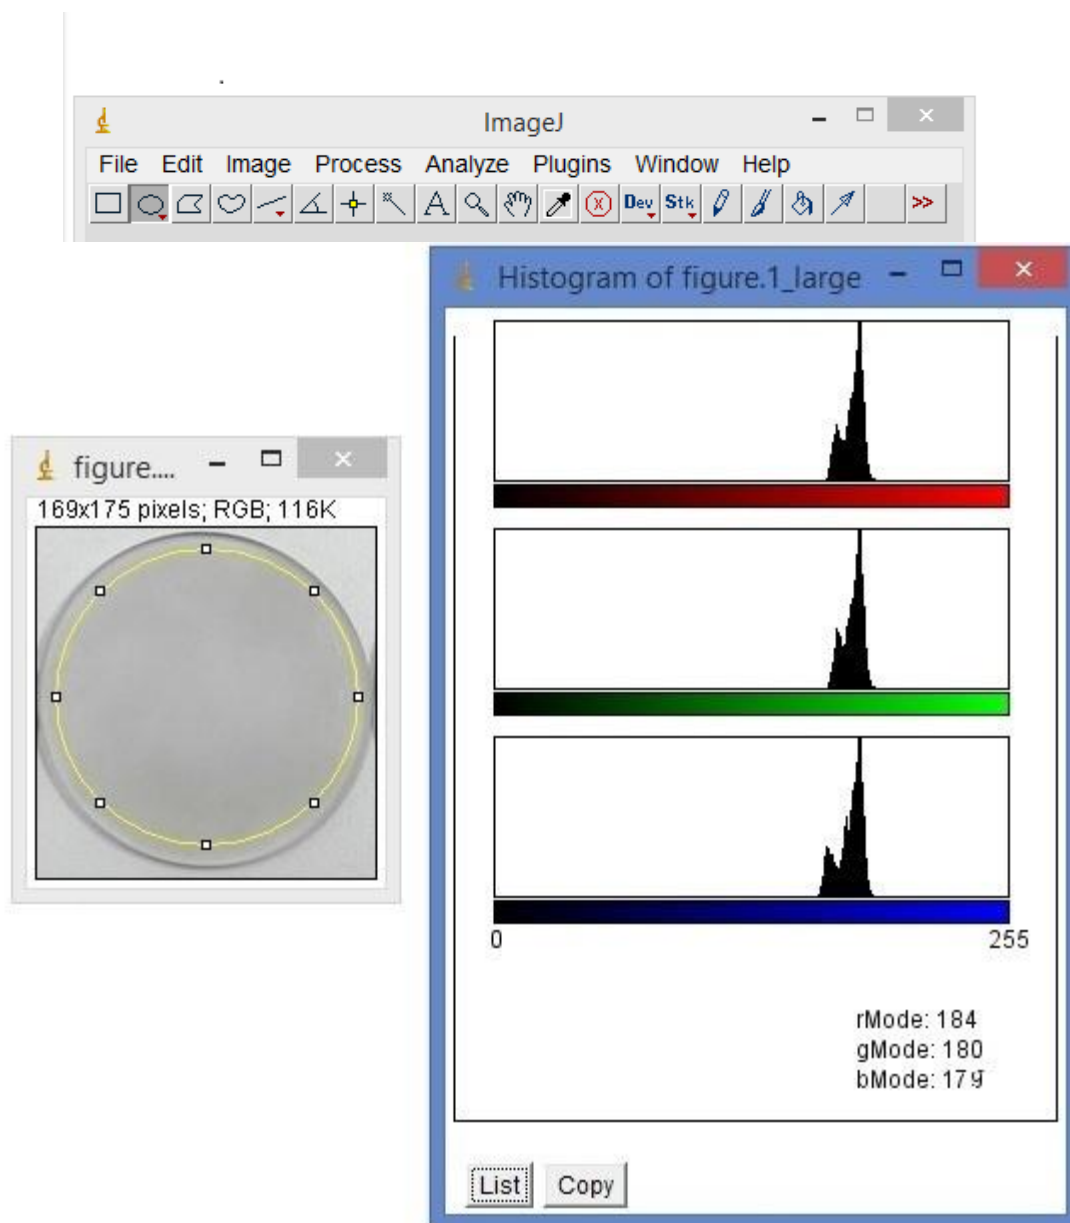 ImageJ
File Edit Image Process Analyze Plugins Window Help
A Dev Stk >>
Histogram of figure.1_large
figure....
169x175 pixels; RGB; 116K
0 255
rMode: 184
gMode: 180
bMode: 179
List Copy